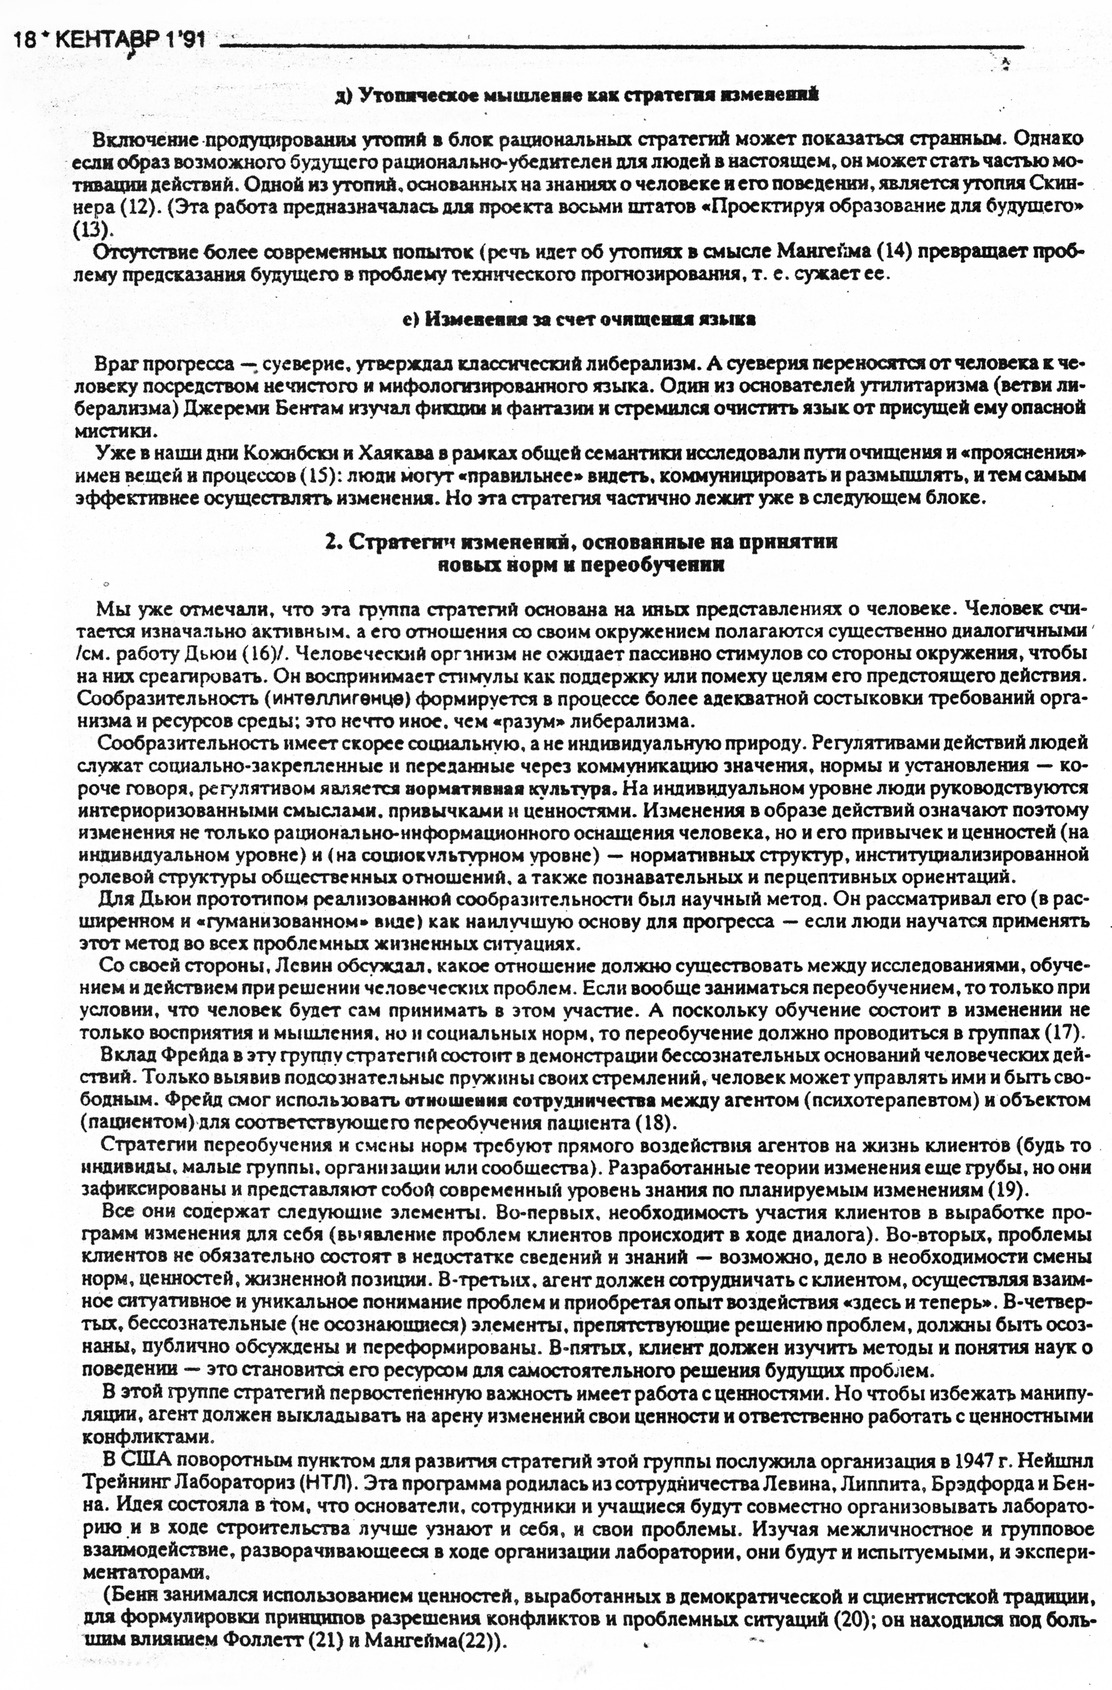 18* КЕНТАВР 1'91
д) Утопическое мышление как стратегия изменений
Включение продуцирования утопий в блок рациональных стратегий может показаться странным. Однако
если образ возможного будущего рационально-убедителен для людей в настоящем, он может стать частью мо-
тивации действий. Одной из утопий, основанных на знаниях о человеке и его поведении, является утопия Скин-
нера (12). (Эта работа предназначалась для проекта восьми штатов «Проектируя образование для будущего»
(13).
Отсутствие более современных попыток (речь идет об утопиях в смысле Мангейма (14) превращает проб-
лему предсказания будущего в проблему технического прогнозирования, т. е. сужает ее.
е) Изменения за счет очищения языка
Враг прогресса — суеверие, утверждал классический либерализм. А суеверия переносятся от человека к че-
ловеку посредством нечистого и мифологизированного языка. Один из основателей утилитаризма (ветви ли-
берализма) Джереми Бентам изучал фикции и фантазии и стремился очистить язык от присущей ему опасной
мистики.
Уже в наши дни Кожибски и Хаякава в рамках общей семантики исследовали пути очищения и «прояснения»
имен вещей и процессов (15): люди могут «правильнее» видеть, коммуницировать и размышлять, и тем самым
эффективнее осуществлять изменения. Но эта стратегия частично лежит уже в следующем блоке.
2. Стратегии изменений, основанные на принятии
новых норм и переобучении
Мы уже отмечали, что эта группа стратегий основана на иных представлениях о человеке. Человек счи-
тается изначально активным, а его отношения со своим окружением полагаются существенно диалогичными
/см. работу Дьюи (16)/. Человеческий организм не ожидает пассивно стимулов со стороны окружения, чтобы
на них среагировать. Он воспринимает стимулы как поддержку или помеху целям его предстоящего действия.
Сообразительность (интеллигенце) формируется в процессе более адекватной состыковки требований орга-
низма и ресурсов среды; это нечто иное, чем «разум» либерализма.
Сообразительность имеет скорее социальную, а не индивидуальную природу. Регулятивами действий людей
служат социально-закрепленные и переданные через коммуникацию значения, нормы и установления — ко-
роче говоря, регулятивом является нормативная культура. На индивидуальном уровне люди руководствуются
интериоризованными смыслами, привычками и ценностями. Изменения в образе действий означают поэтому
изменения не только рационально-информационного оснащения человека, но и его привычек и ценностей (на
индивидуальном уровне) и (на социокультурном уровне) — нормативных структур, институциализированной
ролевой структуры общественных отношений, а также познавательных и перцептивных ориентаций.
Для Дьюи прототипом реализованной сообразительности был научный метод. Он рассматривал его (в рас-
ширенном и «гуманизованном» виде) как наилучшую основу для прогресса — если люди научатся применять
этот метод во всех проблемных жизненных ситуациях.
Со своей стороны, Левин обсуждал, какое отношение должно существовать между исследованиями, обуче-
нием и действием при решении человеческих проблем. Если вообще заниматься переобучением, то только при
условии, что человек будет сам принимать в этом участие. А поскольку обучение состоит в изменении не
только восприятия и мышления, но и социальных норм, то переобучение должно проводиться в группах (17).
Вклад Фрейда в эту группу стратегий состоит в демонстрации бессознательных оснований человеческих дей-
ствий. Только выявив подсознательные пружины своих стремлений, человек может управлять ими и быть сво-
бодным. Фрейд смог использовать отношения сотрудничества между агентом (психотерапевтом) и объектом
(пациентом) для соответствующего переобучения пациента (18).
Стратегии переобучения и смены норм требуют прямого воздействия агентов на жизнь клиентов (будь то
индивиды, малые группы, организации или сообщества). Разработанные теории изменения еще грубы, но они
зафиксированы и представляют собой современный уровень знания по планируемым изменениям (19).
Все они содержат следующие элементы. Во-первых, необходимость участия клиентов в выработке про-
грамм изменения для себя (выявление проблем клиентов происходит в ходе диалога). Во-вторых, проблемы
клиентов не обязательно состоят в недостатке сведений и знаний — возможно, дело в необходимости смены
норм, ценностей, жизненной позиции. В-третьих, агент должен сотрудничать с клиентом, осуществляя взаим-
ное ситуативное и уникальное понимание проблем и приобретая опыт воздействия «здесь и теперь». В-четвер-
тых, бессознательные (не осознающиеся) элементы, препятствующие решению проблем, должны быть осоз-
наны, публично обсуждены и переформированы. В-пятых, клиент должен изучить методы и понятия наук о
поведении — это становится его ресурсом для самостоятельного решения будущих проблем.
В этой группе стратегий первостепенную важность имеет работа с ценностями. Но чтобы избежать манипу-
ляции, агент должен выкладывать на арену изменений свои ценности и ответственно работать с ценностными
конфликтами.
В США поворотным пунктом для развития стратегий этой группы послужила организация в 1947 г. Нейшнл
Трейнинг Лабораториз (НТЛ). Эта программа родилась из сотрудничества Левина, Липпита, Брэдфорда и Бен-
на. Идея состояла в том, что основатели, сотрудники и учащиеся будут совместно организовывать лаборато-
рию и в ходе строительства лучше узнают и себя, и свои проблемы. Изучая межличностное и групповое
взаимодействие, разворачивающееся в ходе организации лаборатории, они будут и испытуемыми, и экспери-
ментаторами.
(Бенн занимался использованием ценностей, выработанных в демократической и сциентистской традиции,
для формулировки принципов разрешения конфликтов и проблемных ситуаций (20); он находился под боль-
шим влиянием Фоллетт (21) и Мангейма(22)).